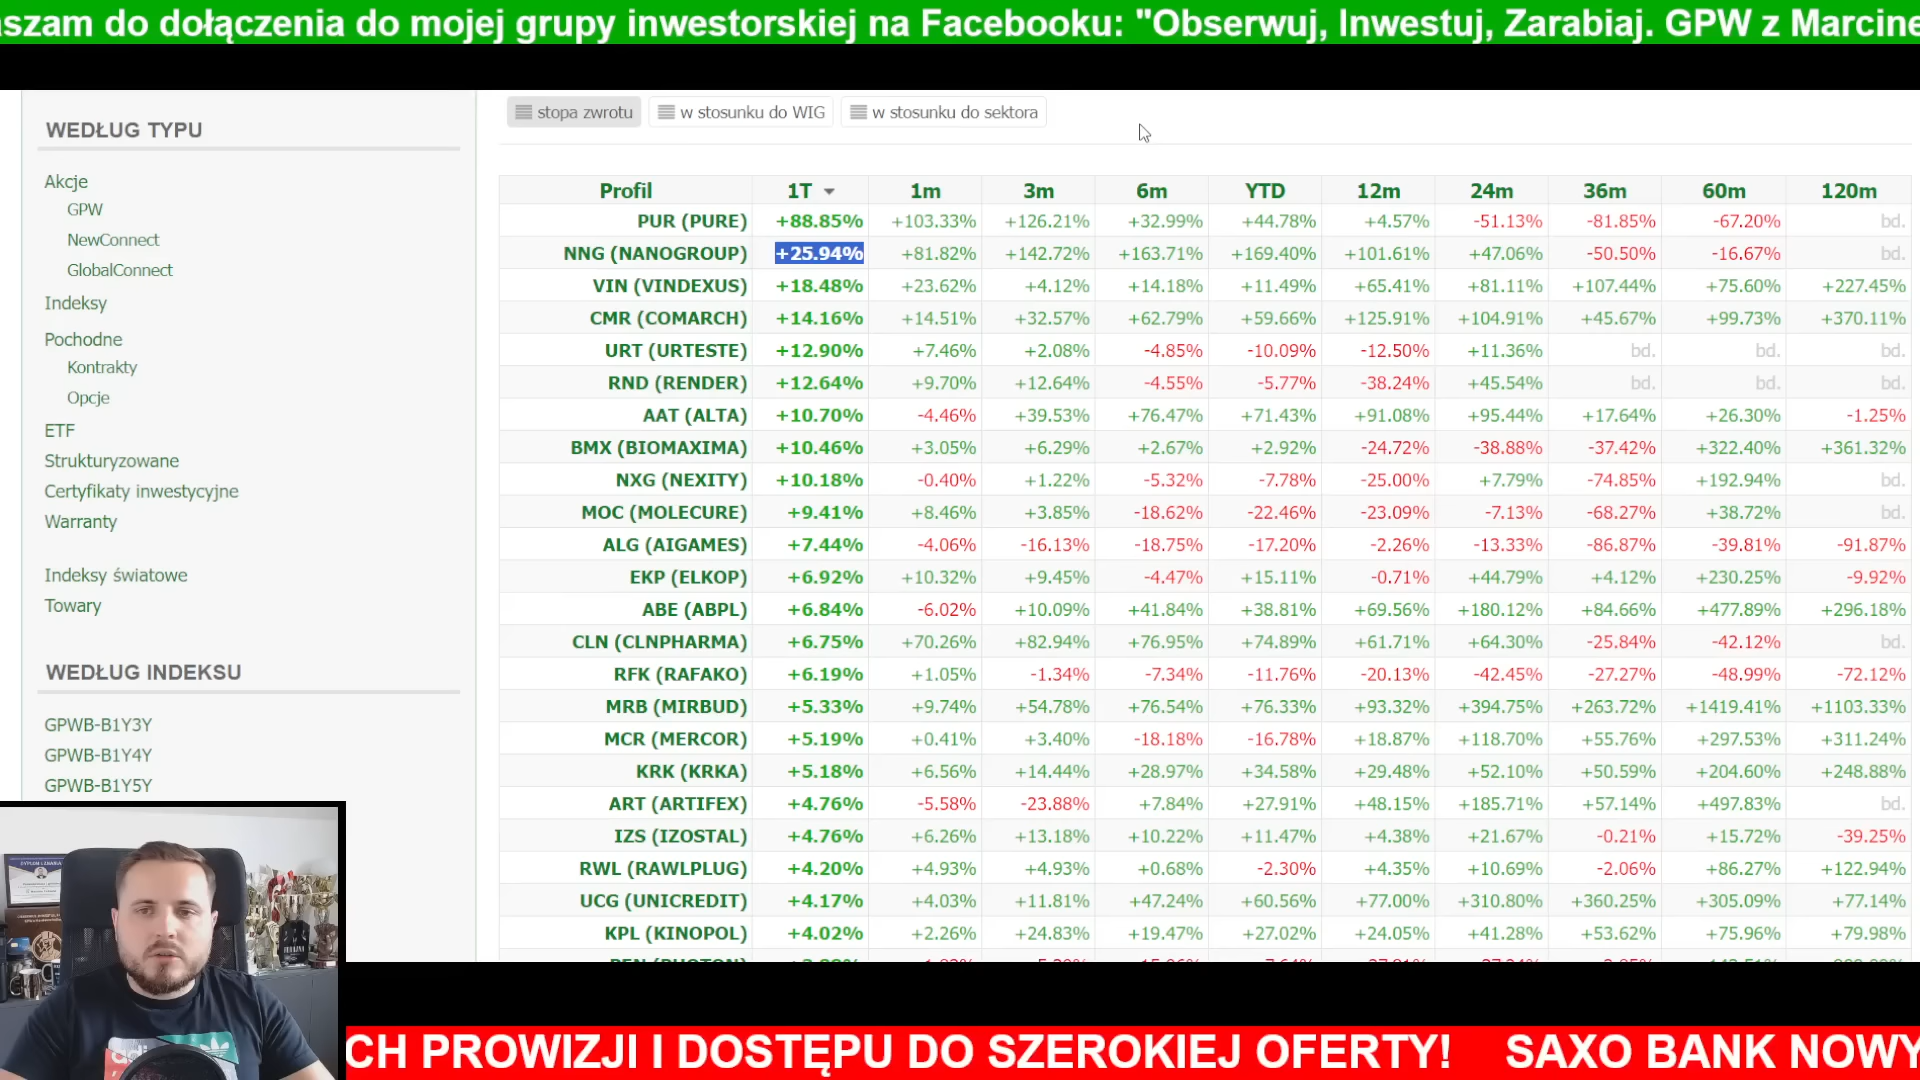 szam do dołączenia do mojej grupy inwestorskiej na Facebooku: "Obserwuj, Inwestuj, Zarabiaj. GPW z Marcine
WEDŁUG TYPU
Akcje
GPW
NewConnect
GlobalConnect
Indeksy
Pochodne
Kontrakty
Opcje
ETF
Strukturyzowane
Certyfikaty inwestycyjne
Warranty
Indeksy światowe
Towary
WEDŁUG INDEKSU
GPWB-B1Y3Y
GPWB-B1Y4Y
GPWB-B1Y5Y
stopa zwrotu w stosunku do WIG w stosunku do sektora
Profil 1T 1m 3m 6m YTD 12m 24m 36m 60m 120m
PUR (PURE) +88.85% +103.33% +126.21% +32.99% +44.78% +4.57% -51.13% -81.85% -67.20% bd.
NNG (NANOGROUP) +25.94% +81.82% +142.72% +163.71% +169.40% +101.61% +47.06% -50.50% -16.67% bd.
VIN (VINDEXUS) +18.48% +23.62% +4.12% +14.18% +11.49% +65.41% +81.11% +107.44% +75.60% +227.45%
CMR (COMARCH) +14.16% +14.51% +32.57% +62.79% +59.66% +125.91% +104.91% +45.67% +99.73% +370.11%
URT (URTESTE) +12.90% +7.46% +2.08% -4.85% -10.09% -12.50% +11.36% bd. bd. bd.
RND (RENDER) +12.64% +9.70% +12.64% -4.55% -5.77% -38.24% +45.54% bd. bd. bd.
AAT (ALTA) +10.70% -4.46% +39.53% +76.47% +71.43% +91.08% +95.44% +17.64% +26.30% -1.25%
BMX (BIOMAXIMA) +10.46% +3.05% +6.29% +2.67% +2.92% -24.72% -38.88% -37.42% +322.40% +361.32%
NXG (NEXITY) +10.18% -0.40% +1.22% -5.32% -7.78% -25.00% +7.79% -74.85% +192.94% bd.
MOC (MOLECURE) +9.41% +8.46% +3.85% -18.62% -22.46% -23.09% -7.13% -68.27% +38.72% bd.
ALG (AIGAMES) +7.44% -4.06% -16.13% -18.75% -17.20% -2.26% -13.33% -86.87% -39.81% -91.87%
EKP (ELKOP) +6.92% +10.32% +9.45% -4.47% +15.11% -0.71% +44.79% +4.12% +230.25% -9.92%
ABE (ABPL) +6.84% -6.02% +10.09% +41.84% +38.81% +69.56% +180.12% +84.66% +477.89% +296.18%
CLN (CLNPHARMA) +6.75% +70.26% +82.94% +76.95% +74.89% +61.71% +64.30% -25.84% -42.12% bd.
RFK (RAFAKO) +6.19% +1.05% -1.34% -7.34% -11.76% -20.13% -42.45% -27.27% -48.99% -72.12%
MRB (MIRBUD) +5.33% +9.74% +54.78% +76.54% +76.33% +93.32% +394.75% +263.72% +1419.41% +1103.33%
MCR (MERCOR) +5.19% +0.41% +3.40% -18.18% -16.78% +18.87% +118.70% +55.76% +297.53% +311.24%
KRK (KRKA) +5.18% +6.56% +14.44% +28.97% +34.58% +29.48% +52.10% +50.59% +204.60% +248.88%
ART (ARTIFEX) +4.76% -5.58% -23.88% +7.84% +27.91% +48.15% +185.71% +57.14% +497.83% bd.
IZS (IZOSTAL) +4.76% +6.26% +13.18% +10.22% +11.47% +4.38% +21.67% -0.21% +15.72% -39.25%
RWL (RAWLPLUG) +4.20% +4.93% +4.93% +0.68% -2.30% +4.35% +10.69% -2.06% +86.27% +122.94%
UCG (UNICREDIT) +4.17% +4.03% +11.81% +47.24% +60.56% +77.00% +310.80% +360.25% +305.09% +77.14%
KPL (KINOPOL) +4.02% +2.26% +24.83% +19.47% +27.02% +24.05% +41.28% +53.62% +75.96% +79.98%
CH PROWIZJI I DOSTĘPU DO SZEROKIEJ OFERTY! SAXO BANK NOWY